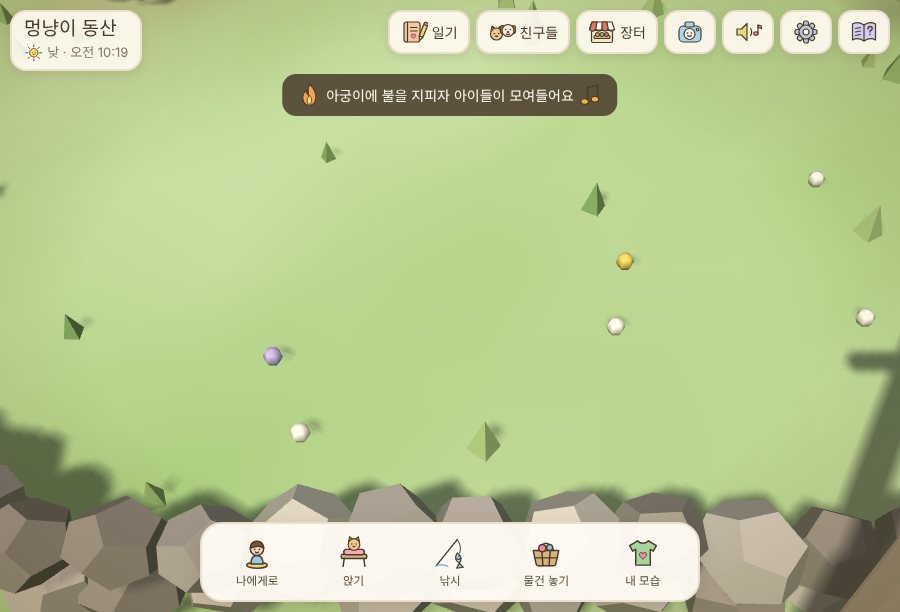 멍냥이 동산
낮 · 오전 10:19
일기
친구들
장터
?
아궁이에 불을 지피자 아이들이 모여들어요
나에게로
앉기
낚시
물건 놓기
내 모습